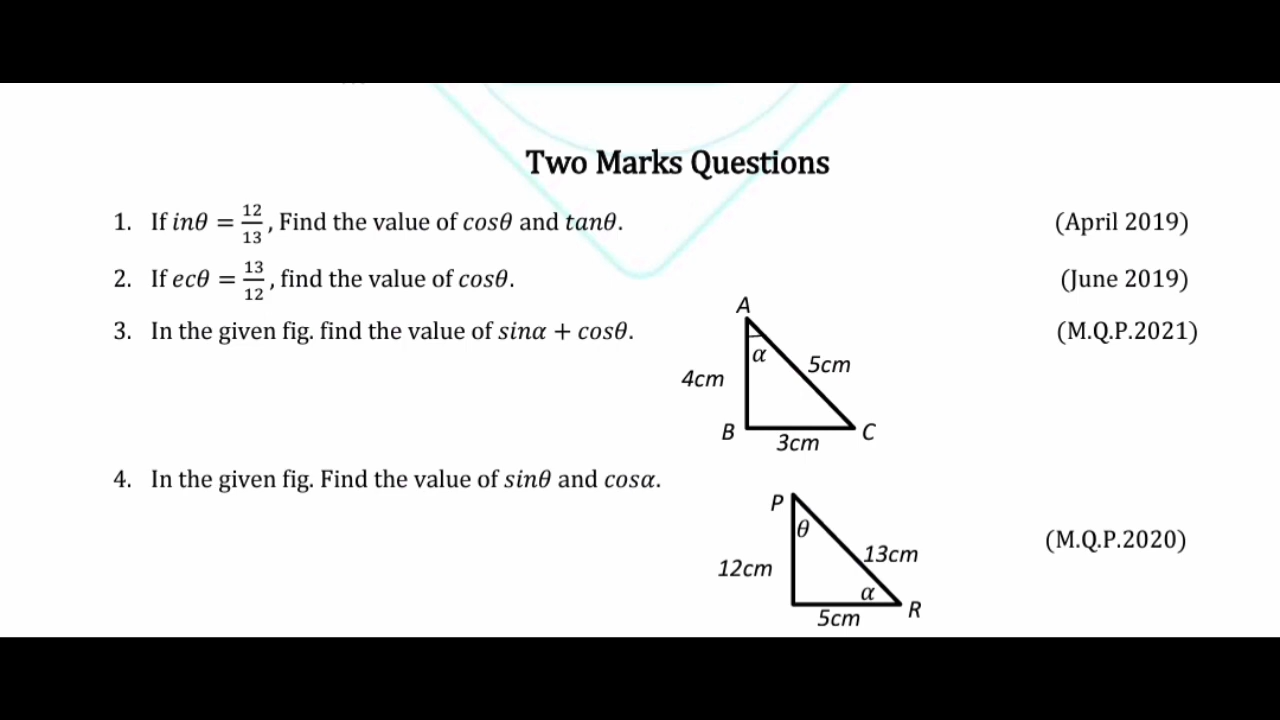 Two Marks Questions
1. If inθ = 12/13, Find the value of cosθ and tanθ. (April 2019)
2. If ecθ = 13/12, find the value of cosθ. (June 2019)
3. In the given fig. find the value of sinα + cosθ. (M.Q.P.2021)
A
α
5cm
4cm
B
3cm
C
4. In the given fig. Find the value of sinθ and cosα.
P
θ
(M.Q.P.2020)
13cm
12cm
α
R
5cm